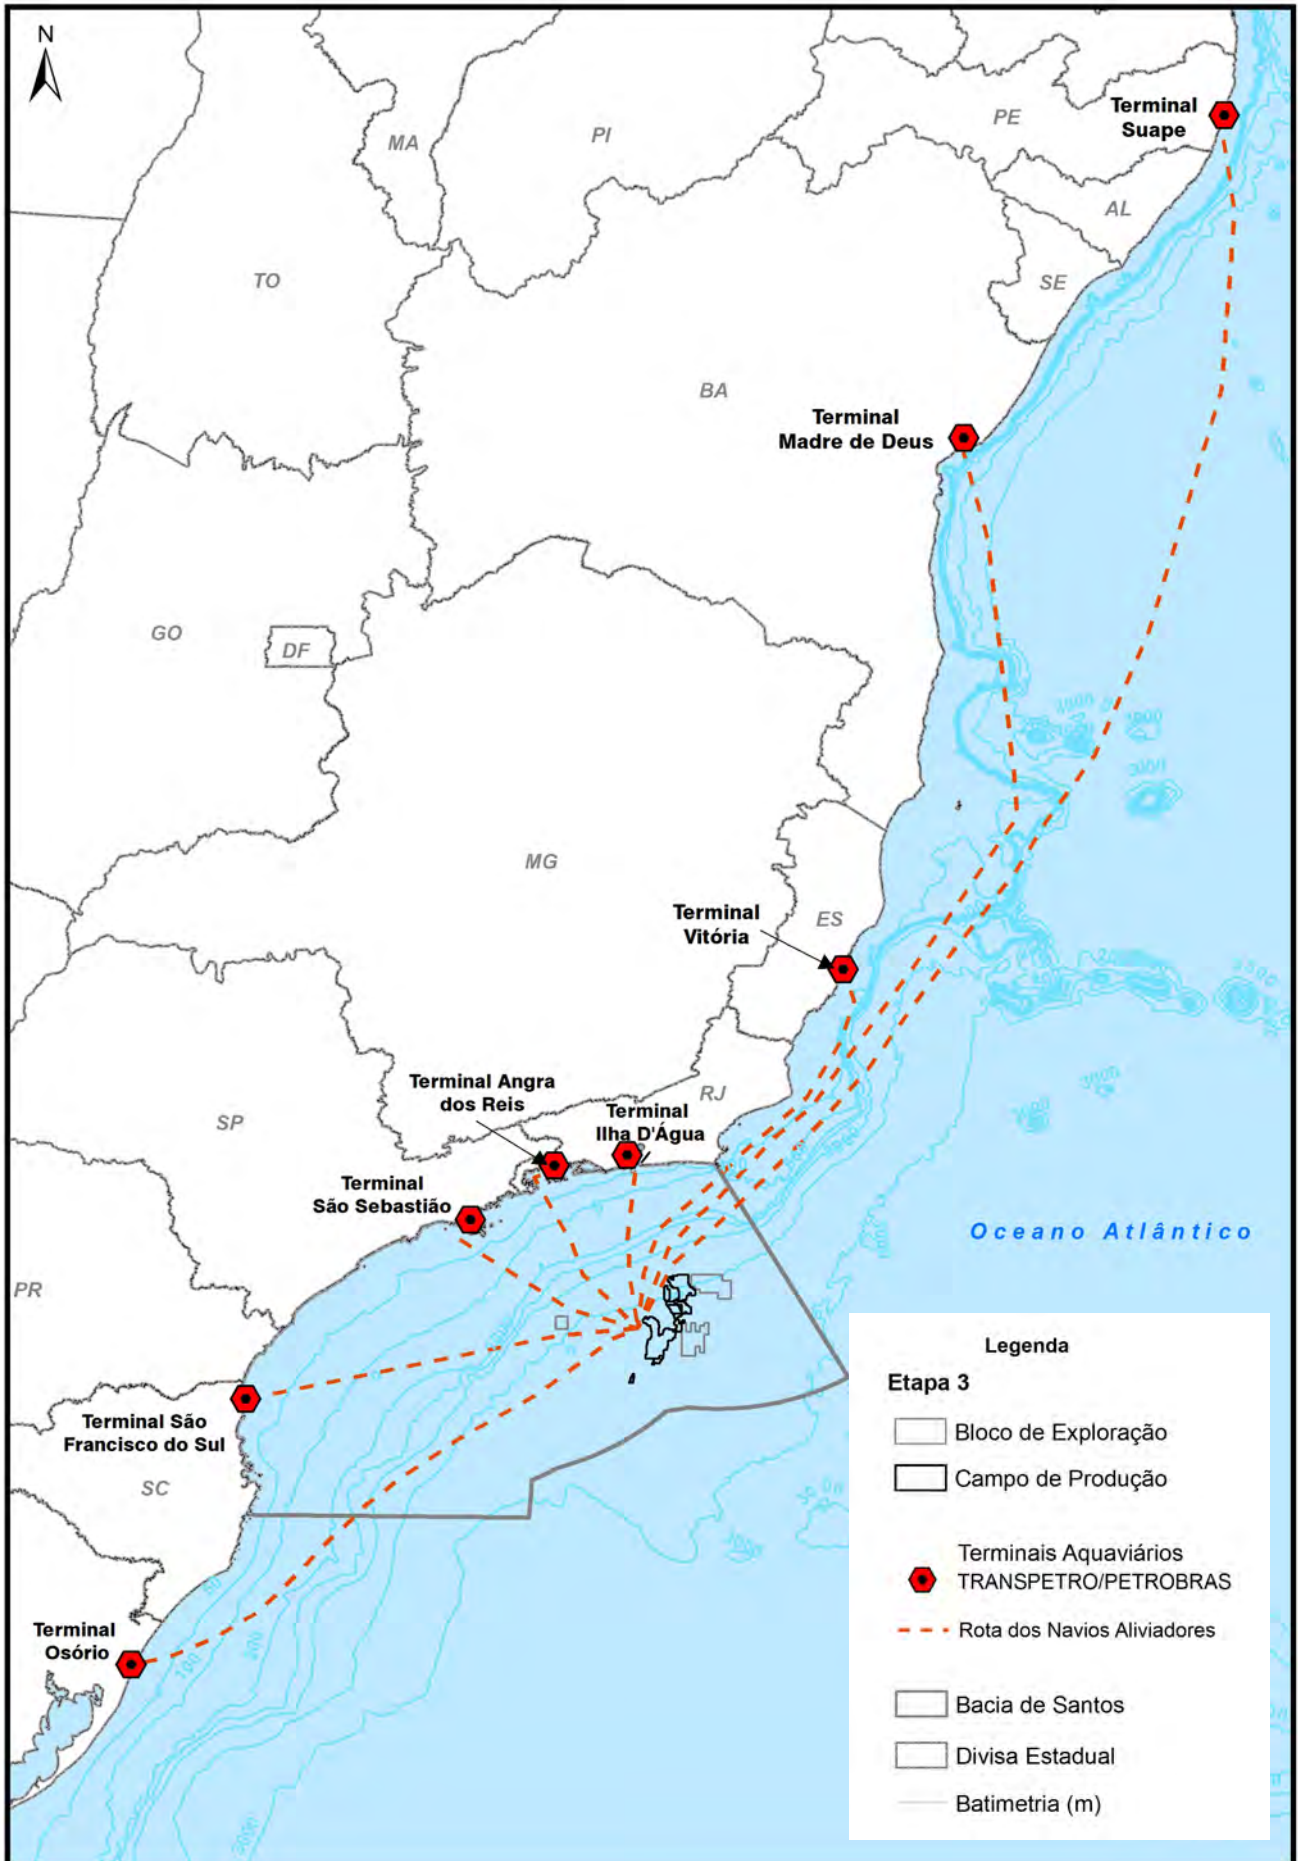 N
Terminal
Suape
PE
MA
PI
AL
TO
SE
BA
Terminal
Madre de Deus
GO
DF
MG
Terminal
Vitória
ES
Terminal Angra
dos Reis
RJ
Terminal
Ilha D'Água
SP
Terminal
São Sebastião
Oceano Atlântico
PR
Terminal São
Francisco do Sul
SC
Terminal
Osório
50
100
3000
Legenda
Etapa 3
Bloco de Exploração
Campo de Produção
Terminais Aquaviários
TRANSPETRO/PETROBRAS
Rota dos Navios Aliviadores
Bacia de Santos
Divisa Estadual
Batimetria (m)